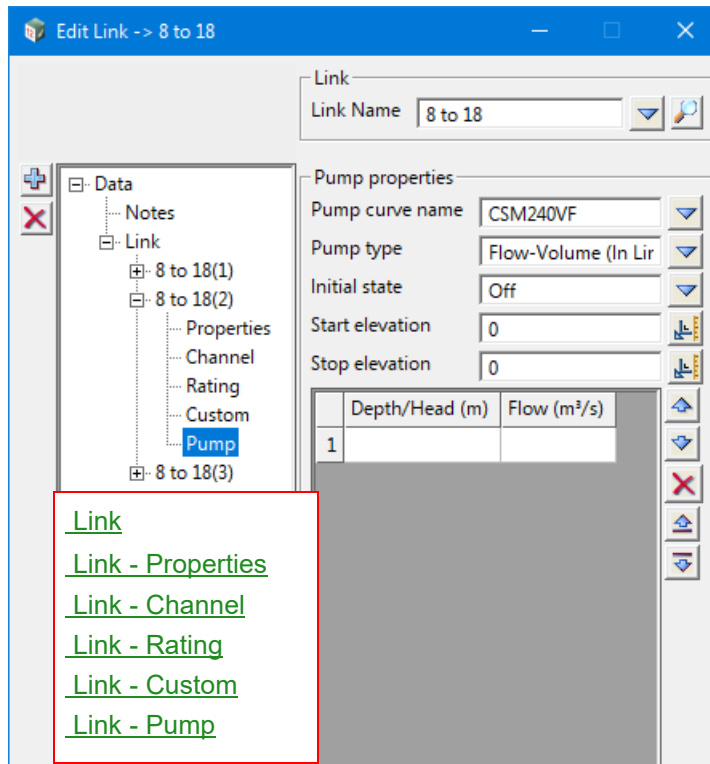 Edit Link -> 8 to 18
Link
Link Name 8 to 18
Data
Notes
Link
8 to 18(1)
8 to 18(2)
Properties
Channel
Rating
Custom
Pump
8 to 18(3)
Pump properties
Pump curve name CSM240VF
Pump type Flow-Volume (In Lir
Initial state Off
Start elevation 0
Stop elevation 0
Depth/Head (m) Flow (m³/s)
1
Link
Link - Properties
Link - Channel
Link - Rating
Link - Custom
Link - Pump